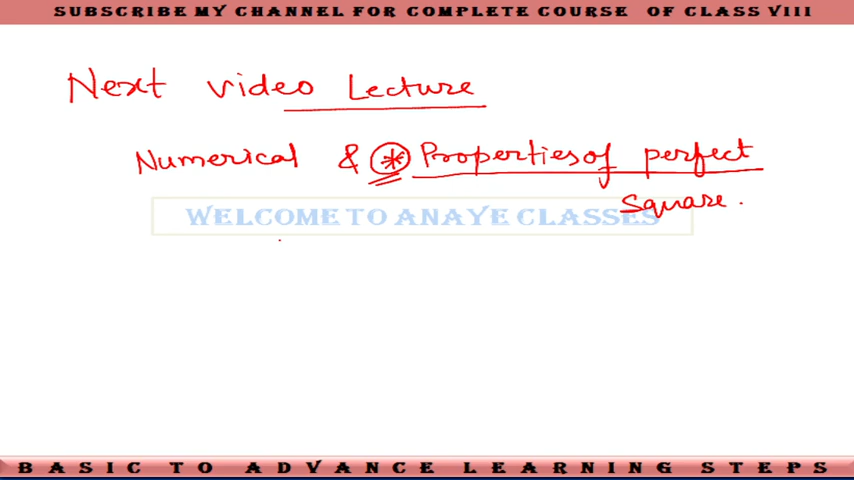 SUBSCRIBE MY CHANNEL FOR COMPLETE COURSE OF CLASS VIII
Next video Lecture
Numerical & * Properties of perfect
Square.
WELCOME TO ANAYE CLASSES
BASIC TO ADVANCE LEARNING STEPS